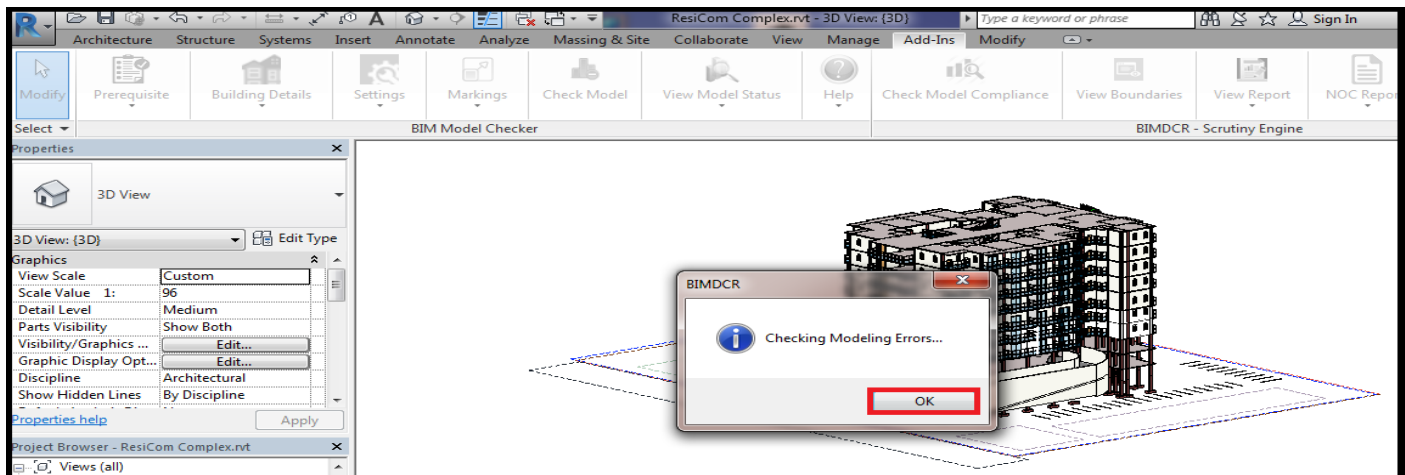 ResiCom Complex.rvt - 3D View: {3D} Type a keyword or phrase Sign In
Architecture Structure Systems Insert Annotate Analyze Massing & Site Collaborate View Manage Add-Ins Modify
Modify Prerequisite Building Details Settings Markings Check Model View Model Status Help Check Model Compliance View Boundaries View Report NOC Repor
Select BIM Model Checker BIMDCR - Scrutiny Engine
Properties
3D View
3D View: {3D} Edit Type
Graphics
View Scale Custom
Scale Value 1: 96
Detail Level Medium
Parts Visibility Show Both
Visibility/Graphics ... Edit...
Graphic Display Opt... Edit...
Discipline Architectural
Show Hidden Lines By Discipline
Properties help Apply
Project Browser - ResiCom Complex.rvt
Views (all)
BIMDCR
Checking Modeling Errors...
OK